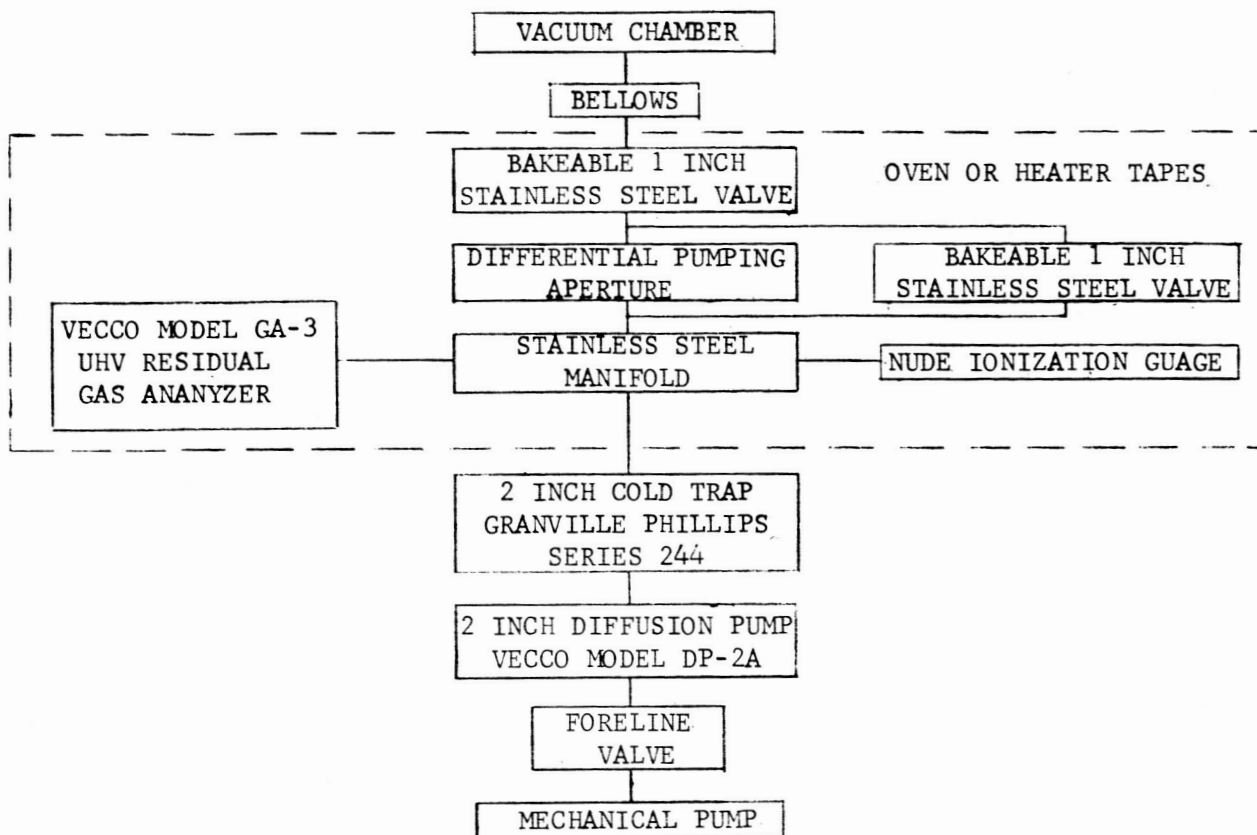 VACUUM CHAMBER
BELLOWS
BAKEABLE 1 INCH
STAINLESS STEEL VALVE
OVEN OR HEATER TAPES
DIFFERENTIAL PUMPING
APERTURE
BAKEABLE 1 INCH
STAINLESS STEEL VALVE
VECCO MODEL GA-3
UHV RESIDUAL
GAS ANANYZER
STAINLESS STEEL
MANIFOLD
NUDE IONIZATION GUAGE
2 INCH COLD TRAP
GRANVILLE PHILLIPS
SERIES 244
2 INCH DIFFUSION PUMP
VECCO MODEL DP-2A
FORELINE
VALVE
MECHANICAL PUMP